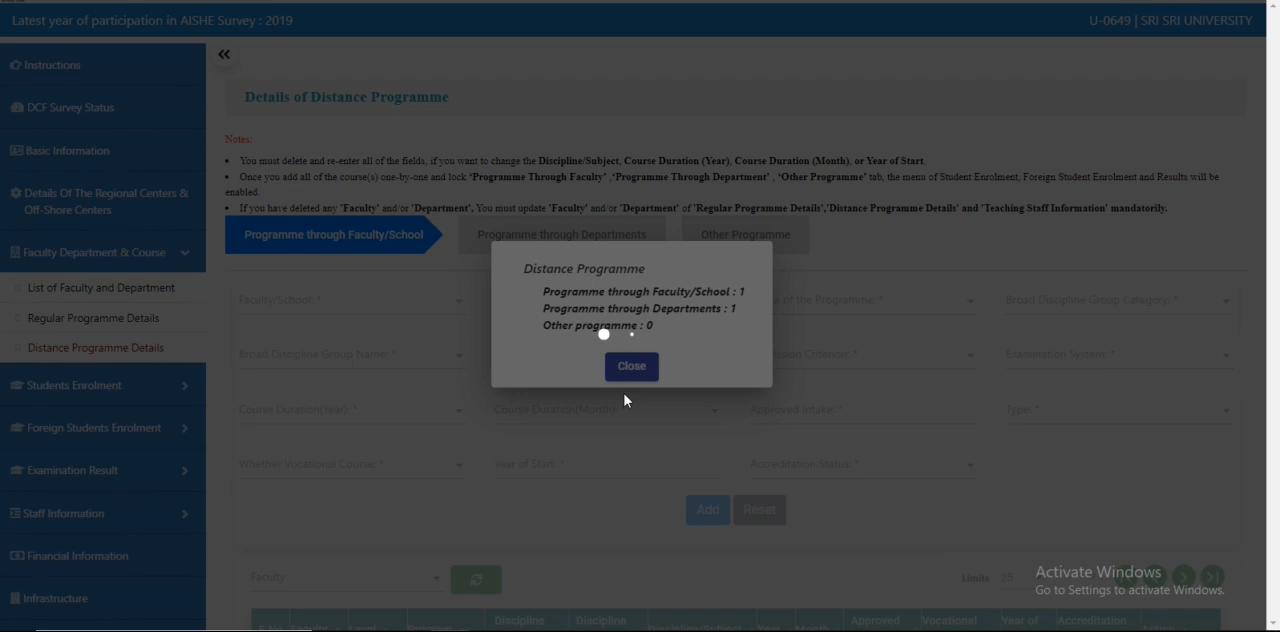 Latest year of participation in AISHE Survey : 2019
U-0649 | SRI SRI UNIVERSITY
Instructions
DCF Survey Status
Basic Information
Details Of The Regional Centers &
Off-Shore Centers
Faculty Department & Course
List of Faculty and Department
Regular Programme Details
Distance Programme Details
Students Enrolment
Foreign Students Enrolment
Examination Result
Staff Information
Financial Information
Infrastructure
Details of Distance Programme
Notes:
• You must delete and re-enter all of the fields, if you want to change the Discipline/Subject, Course Duration (Year), Course Duration (Month), or Year of Start.
• Once you add all of the course(s) one-by-one and lock 'Programme Through Faculty' ,'Programme Through Department' , 'Other Programme' tab, the menu of Student Enrolment, Foreign Student Enrolment and Results will be
enabled.
• If you have deleted any 'Faculty' and/or 'Department', You must update 'Faculty' and/or 'Department' of 'Regular Programme Details','Distance Programme Details' and 'Teaching Staff Information' mandatorily.
Programme through Faculty/School
Programme through Departments
Other Programme
Distance Programme
Programme through Faculty/School : 1
Programme through Departments : 1
Other programme : 0
Close
Faculty/School: *
of the Programme: *
Broad Discipline Group Category: *
Broad Discipline Group Name: *
Criterion: *
Examination System: *
Course Duration(Year): *
Course Duration(Month):
Approved Intake: *
Type: *
Whether Vocational Course: *
Year of Start: *
Accreditation Status: *
Add
Reset
Faculty
Limits 25
Activate Windows
Go to Settings to activate Windows.
S.No Faculty Level Program Discipline Discipline Discipline/Subject Year Month Approved Vocational Year of Accreditation Action